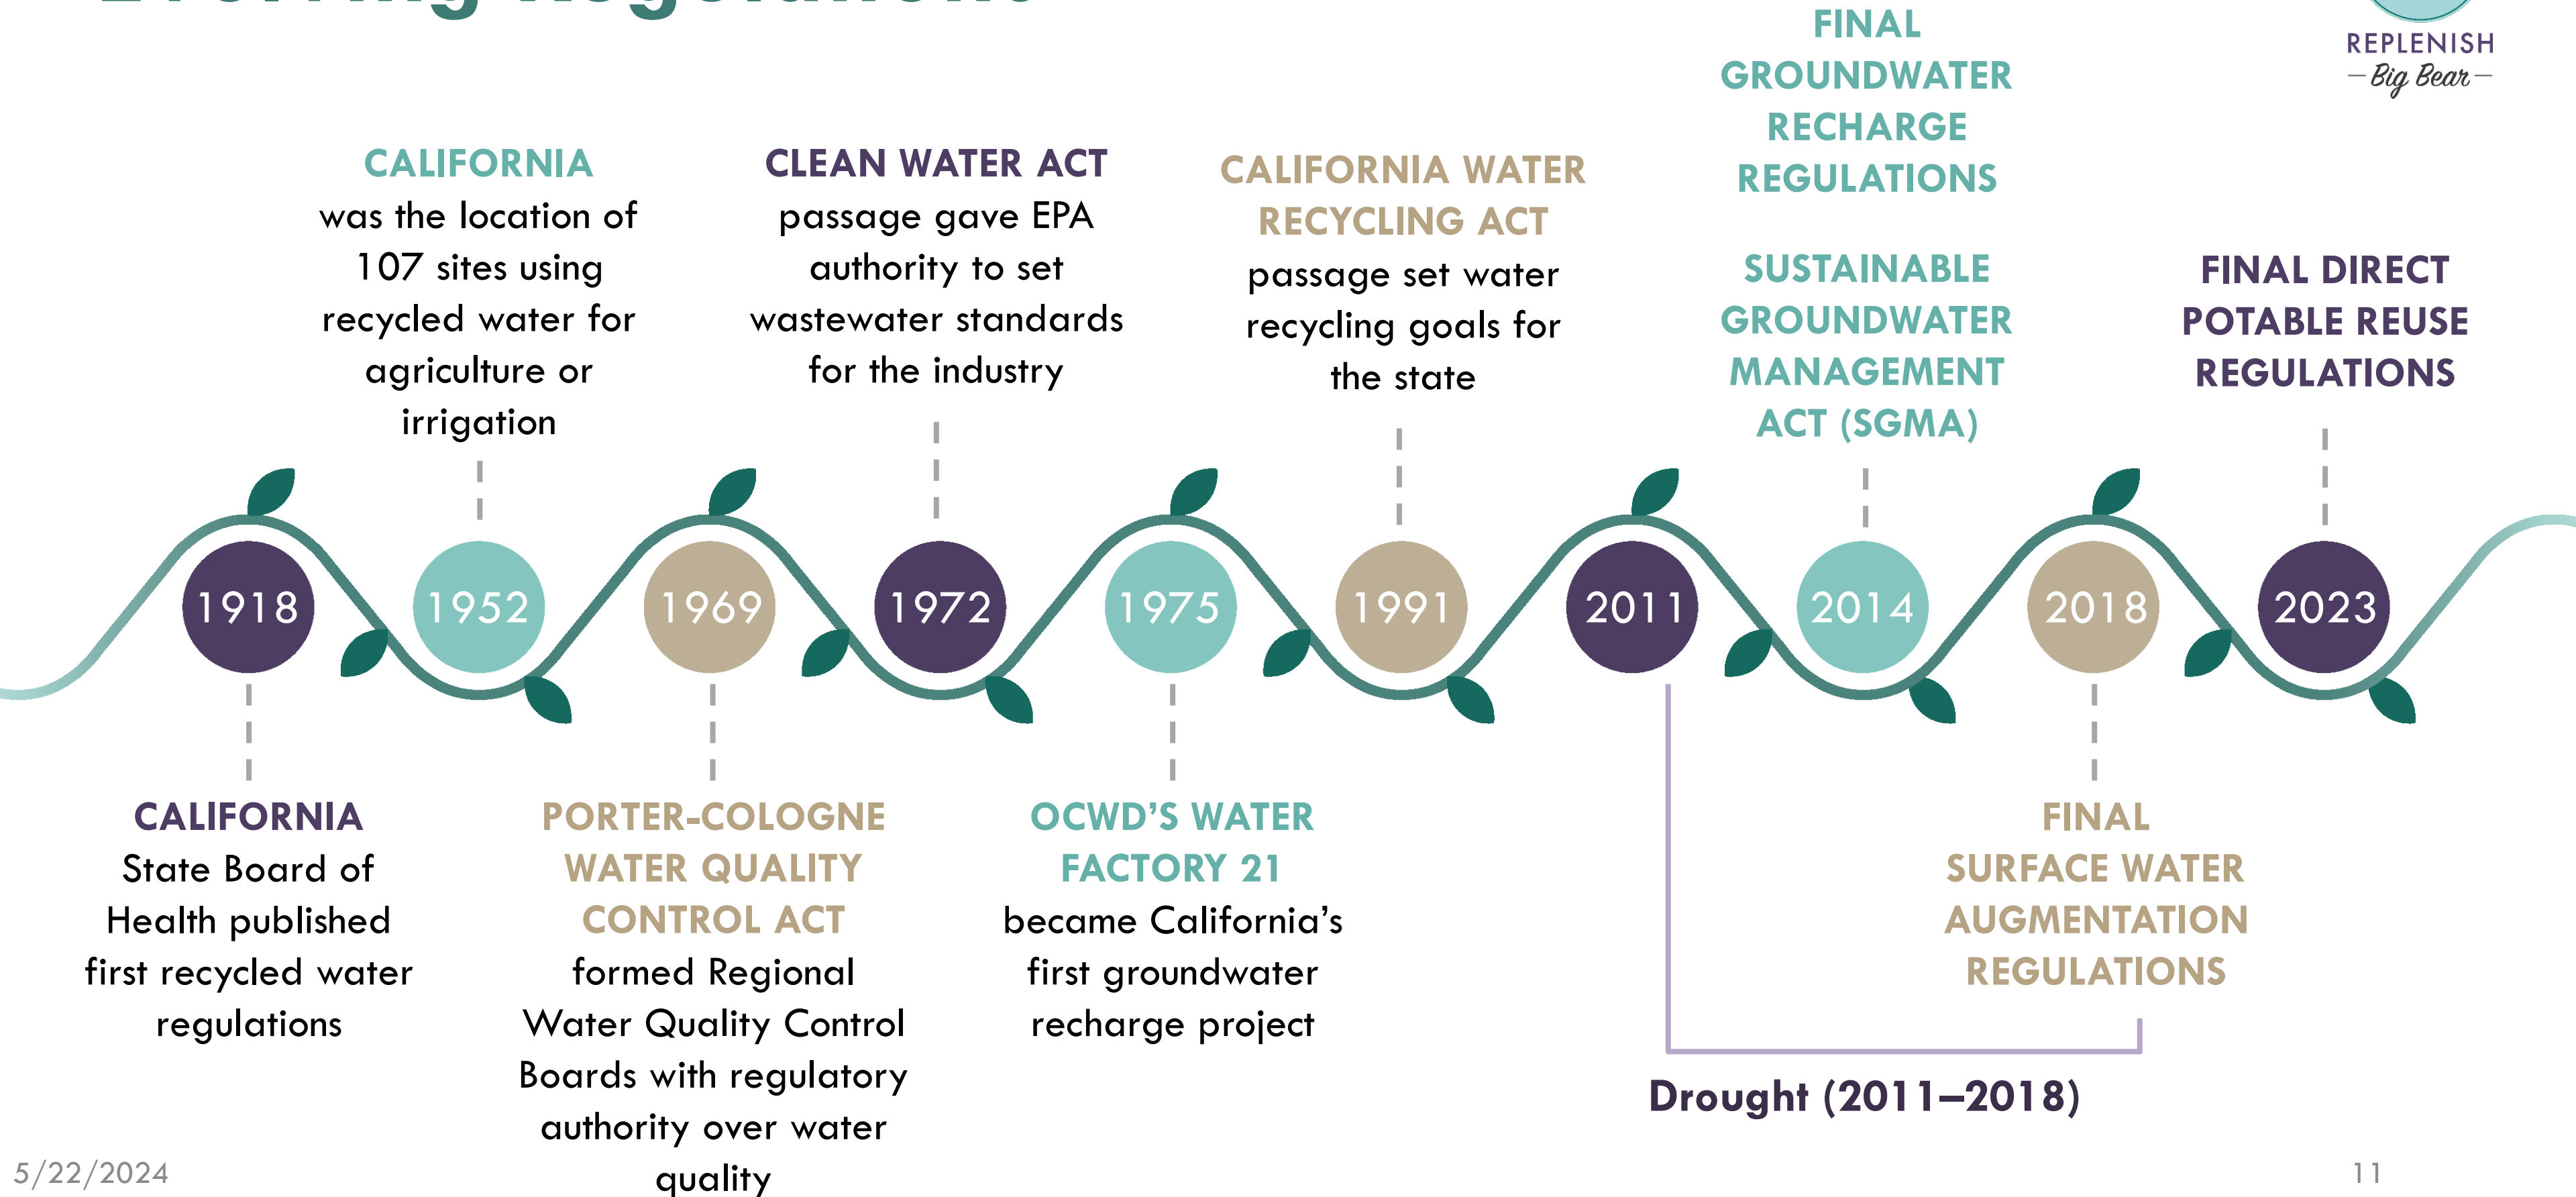 REPLENISH
Big Bear
CALIFORNIA
was the location of
107 sites using
recycled water for
agriculture or
irrigation
CLEAN WATER ACT
passage gave EPA
authority to set
wastewater standards
for the industry
CALIFORNIA WATER
RECYCLING ACT
passage set water
recycling goals for
the state
FINAL
GROUNDWATER
RECHARGE
REGULATIONS
SUSTAINABLE
GROUNDWATER
MANAGEMENT
ACT (SGMA)
FINAL DIRECT
POTABLE REUSE
REGULATIONS
1918
1952
1969
1972
1975
1991
2011
2014
2018
2023
CALIFORNIA
State Board of
Health published
first recycled water
regulations
PORTER-COLOGNE
WATER QUALITY
CONTROL ACT
formed Regional
Water Quality Control
Boards with regulatory
authority over water
quality
OCWD’S WATER
FACTORY 21
became California’s
first groundwater
recharge project
FINAL
SURFACE WATER
AUGMENTATION
REGULATIONS
Drought (2011–2018)
5/22/2024
11